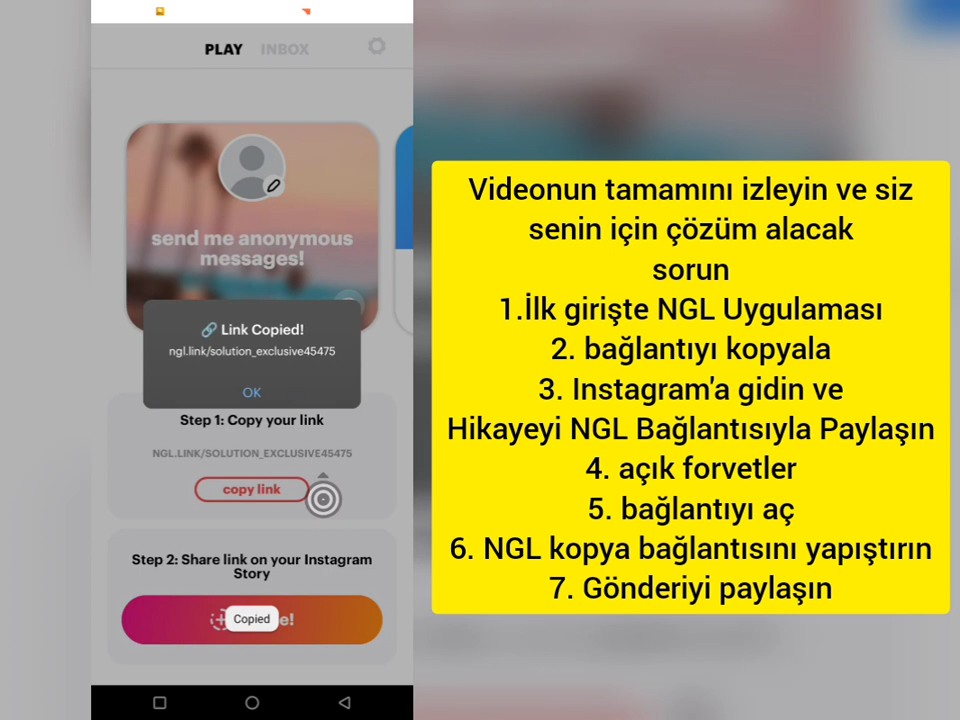 PLAY INBOX
send me anonymous
messages!
Link Copied!
ngl.link/solution_exclusive45475
OK
Step 1: Copy your link
NGL.LINK/SOLUTION_EXCLUSIVE45475
copy link
Step 2: Share link on your Instagram
Story
Copied
Videonun tamamını izleyin ve siz
senin için çözüm alacak
sorun
1.İlk girişte NGL Uygulaması
2. bağlantıyı kopyala
3. Instagram'a gidin ve
Hikayeyi NGL Bağlantısıyla Paylaşın
4. açık forvetler
5. bağlantıyı aç
6. NGL kopya bağlantısını yapıştırın
7. Gönderiyi paylaşın